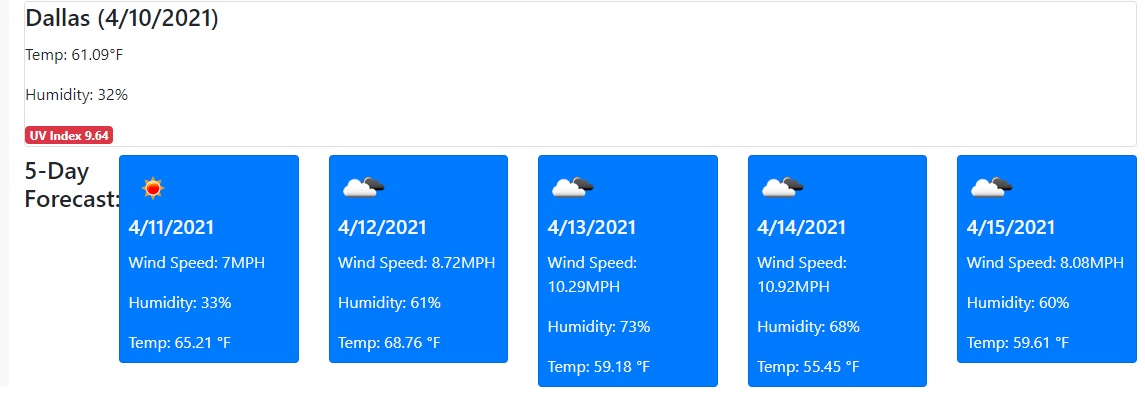 Dallas (4/10/2021)
Temp: 61.09°F
Humidity: 32%
UV Index 9.64
5-Day
Forecast:
4/11/2021
Wind Speed: 7MPH
Humidity: 33%
Temp: 65.21 °F
4/12/2021
Wind Speed: 8.72MPH
Humidity: 61%
Temp: 68.76 °F
4/13/2021
Wind Speed:
10.29MPH
Humidity: 73%
Temp: 59.18 °F
4/14/2021
Wind Speed:
10.92MPH
Humidity: 68%
Temp: 55.45 °F
4/15/2021
Wind Speed: 8.08MPH
Humidity: 60%
Temp: 59.61 °F